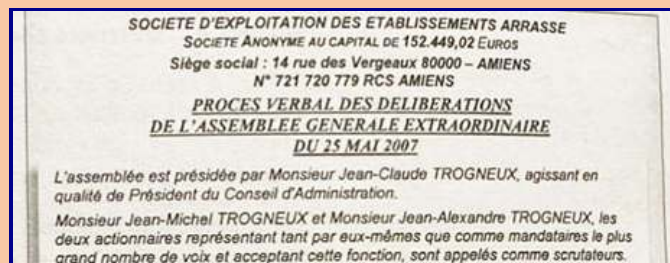 SOCIETE D'EXPLOITATION DES ETABLISSEMENTS ARRASSE
SOCIETE ANONYME AU CAPITAL DE 152.449,02 EUROS
Siège social : 14 rue des Vergeaux 80000 – AMIENS
N° 721 720 779 RCS AMIENS
PROCES VERBAL DES DELIBERATIONS
DE L'ASSEMBLEE GENERALE EXTRAORDINAIRE
DU 25 MAI 2007
L'assemblée est présidée par Monsieur Jean-Claude TROGNEUX, agissant en
qualité de Président du Conseil d'Administration.
Monsieur Jean-Michel TROGNEUX et Monsieur Jean-Alexandre TROGNEUX, les
deux actionnaires représentant tant par eux-mêmes que comme mandataires le plus
grand nombre de voix et acceptant cette fonction, sont appelés comme scrutateurs.